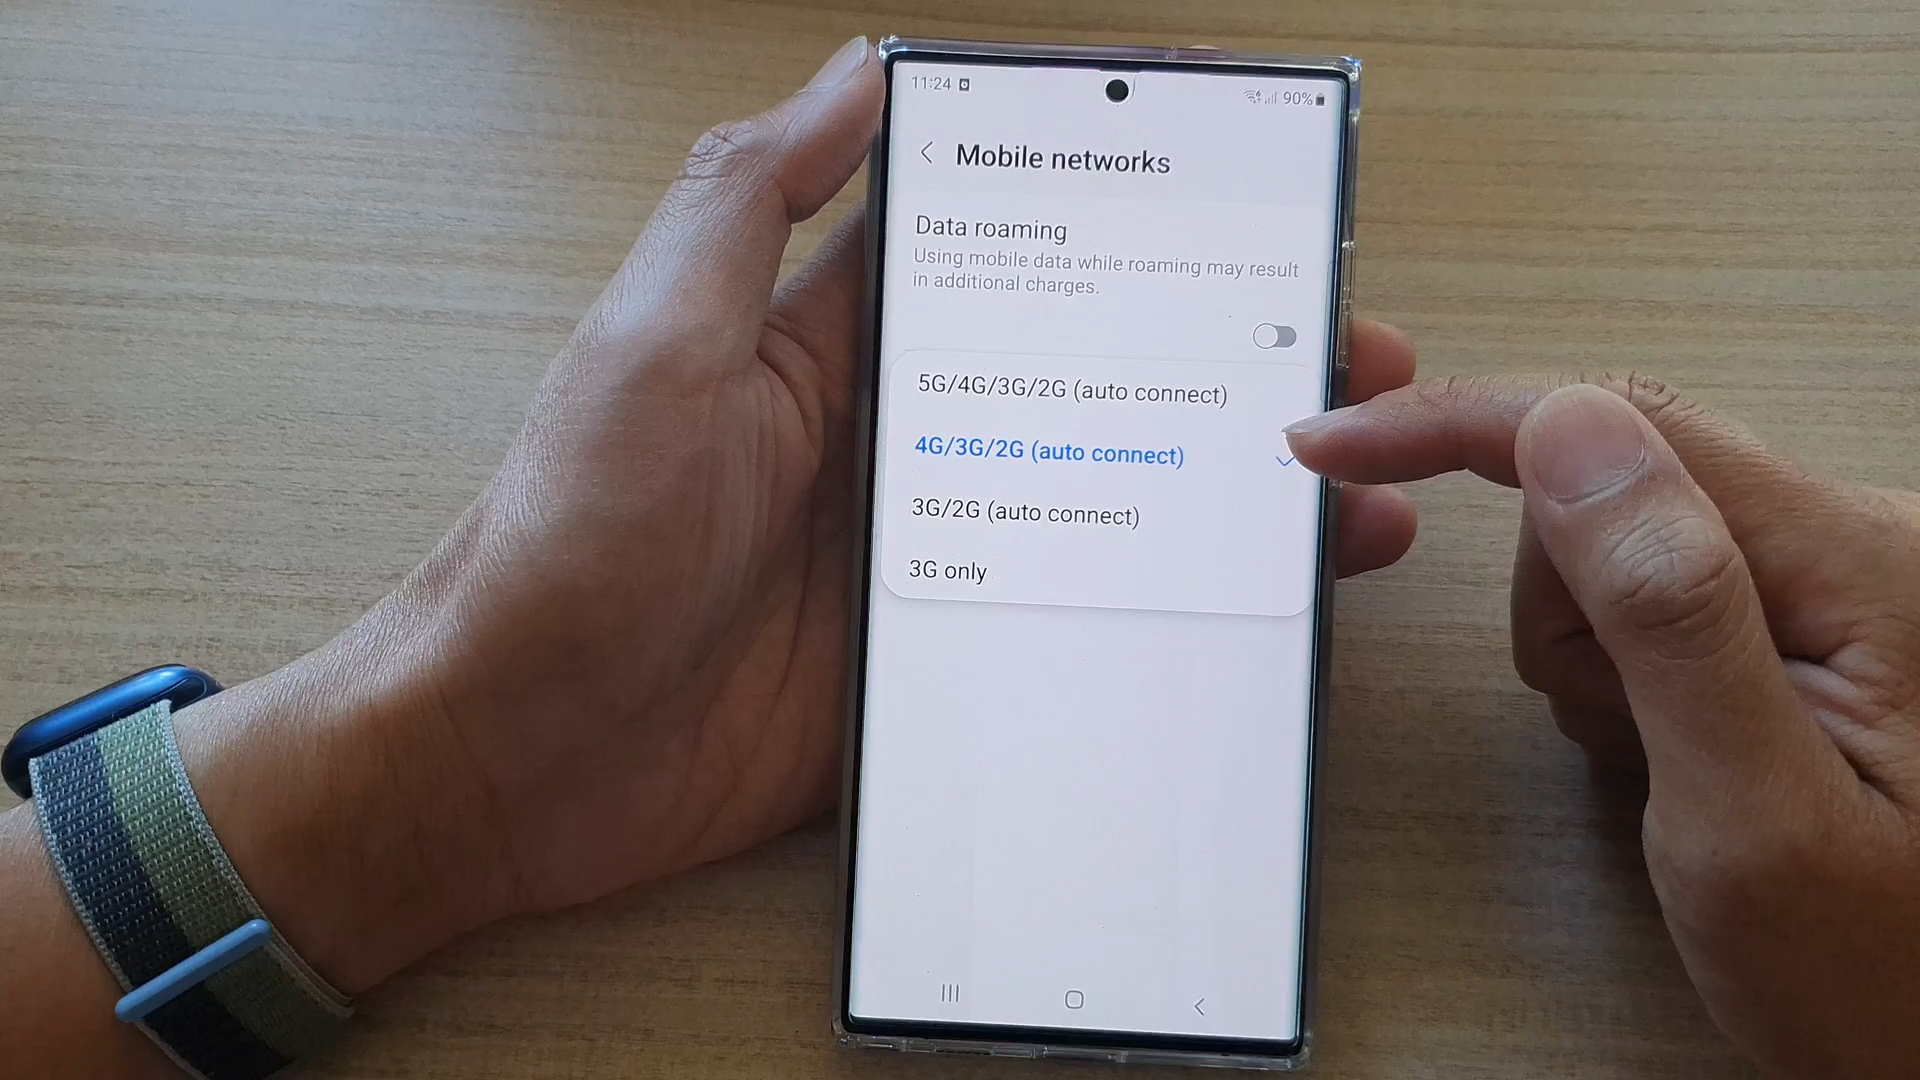 11:24
90%
Mobile networks
Data roaming
Using mobile data while roaming may result
in additional charges.
5G/4G/3G/2G (auto connect)
4G/3G/2G (auto connect)
3G/2G (auto connect)
3G only